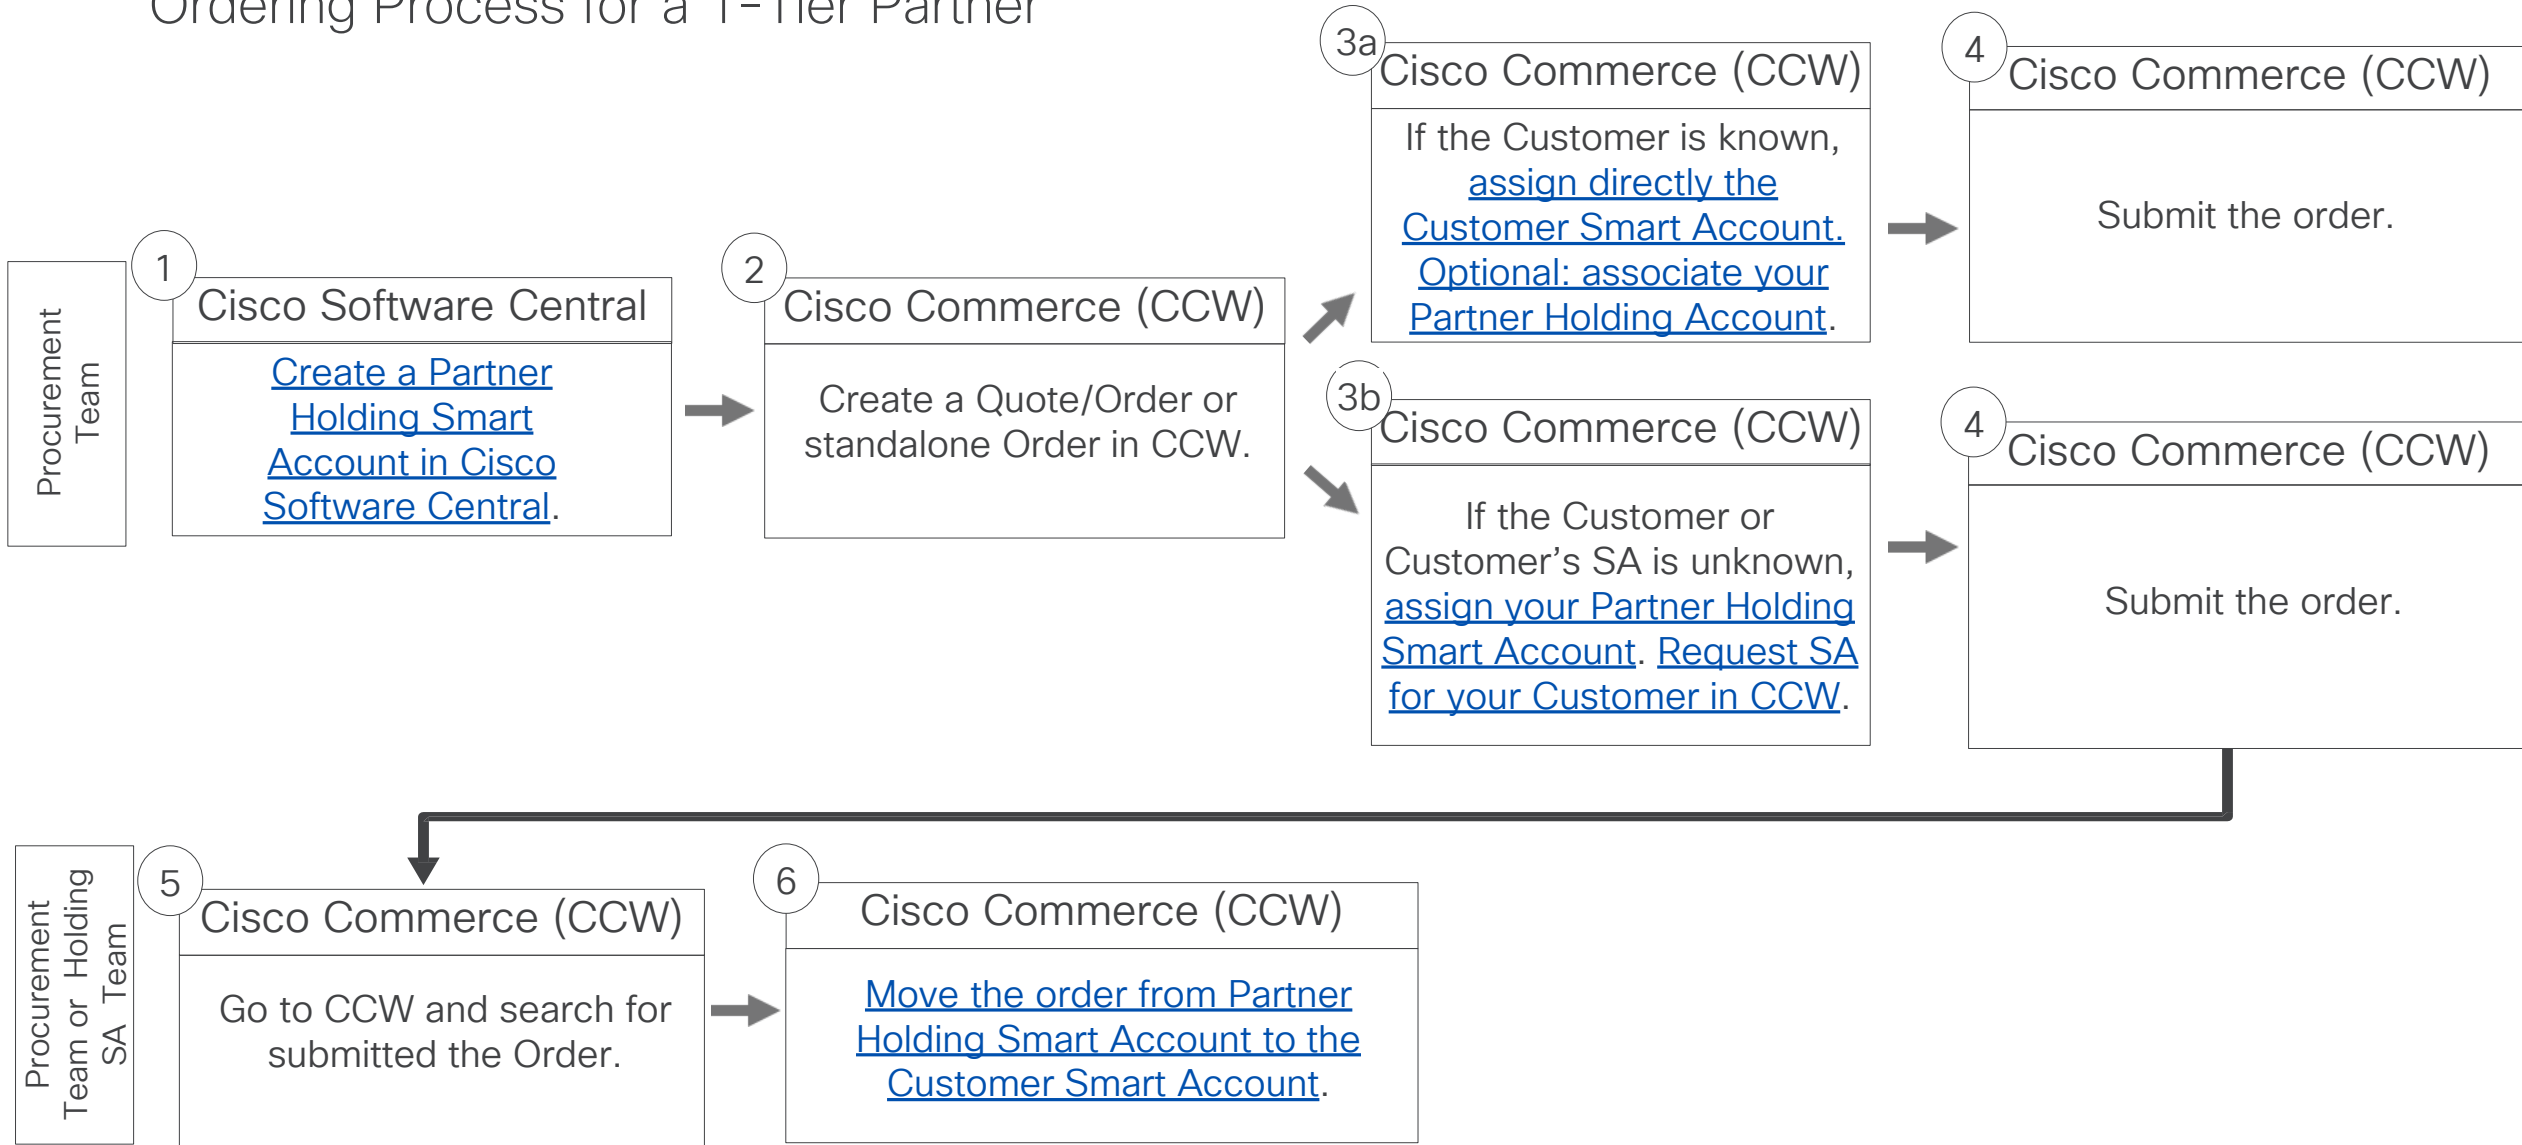 Ordering Process for a 1-Tier Partner
Procurement
Team
1
Cisco Software Central
Create a Partner
Holding Smart
Account in Cisco
Software Central.
2
Cisco Commerce (CCW)
Create a Quote/Order or
standalone Order in CCW.
3a
Cisco Commerce (CCW)
If the Customer is known,
assign directly the
Customer Smart Account.
Optional: associate your
Partner Holding Account.
4
Cisco Commerce (CCW)
Submit the order.
3b
Cisco Commerce (CCW)
If the Customer or
Customer’s SA is unknown,
assign your Partner Holding
Smart Account. Request SA
for your Customer in CCW.
4
Cisco Commerce (CCW)
Submit the order.
Procurement
Team or Holding
SA Team
5
Cisco Commerce (CCW)
Go to CCW and search for
submitted the Order.
6
Cisco Commerce (CCW)
Move the order from Partner
Holding Smart Account to the
Customer Smart Account.